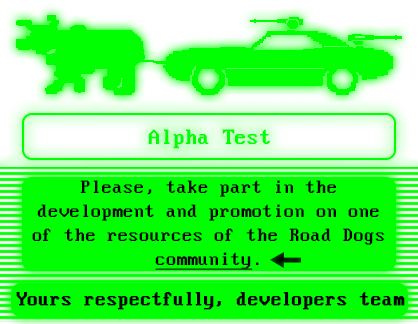 Alpha Test
Please, take part in the
development and promotion on one
of the resources of the Road Dogs
community.
Yours respectfully, developers team